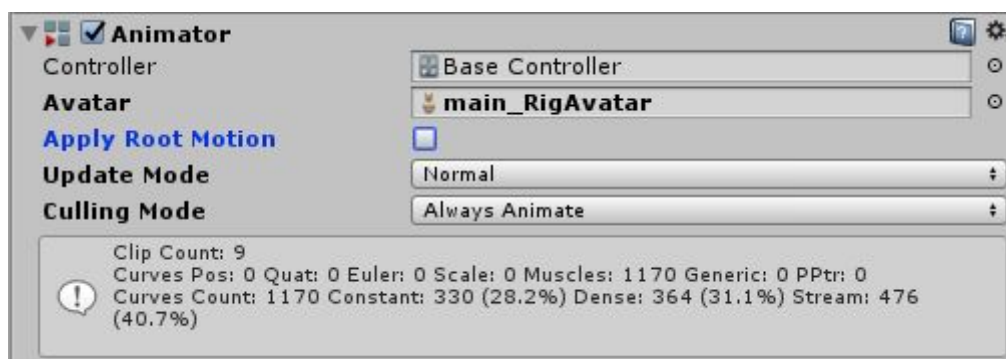 Animator
Controller Base Controller
Avatar main_RigAvatar
Apply Root Motion
Update Mode Normal
Culling Mode Always Animate
Clip Count: 9
Curves Pos: 0 Quat: 0 Euler: 0 Scale: 0 Muscles: 1170 Generic: 0 PPtr: 0
Curves Count: 1170 Constant: 330 (28.2%) Dense: 364 (31.1%) Stream: 476
(40.7%)